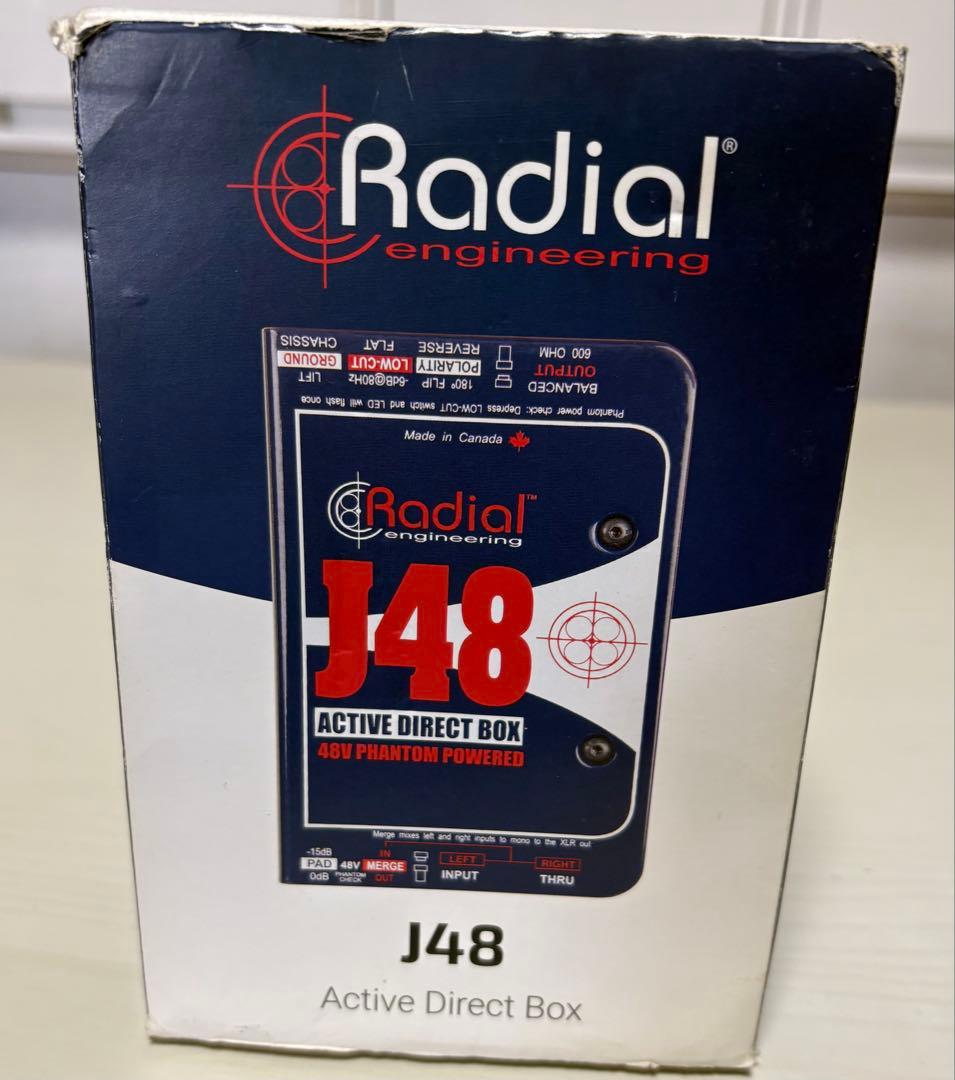 Radial®
engineering
CHASSIS FLAT REVERSE 600 OHM
GROUND LOW-CUT POLARITY OUTPUT
LIFT -6dB@80Hz 180° FLIP BALANCED
Phantom power check: Depress LOW-CUT switch and LED will flash once
Made in Canada
Radial™
engineering
J48
ACTIVE DIRECT BOX
48V PHANTOM POWERED
Merge mixes left and right inputs to mono to the XLR out
-15dB IN
PAD 48V MERGE LEFT RIGHT
0dB PHANTOM CHECK OUT INPUT THRU
J48
Active Direct Box